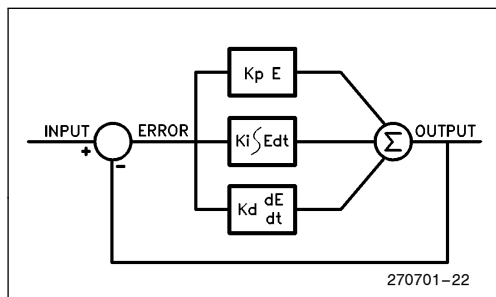 Kp E
INPUT
ERROR
Ki∫Edt
Σ
OUTPUT
+
-
Kd dE
dt
270701-22